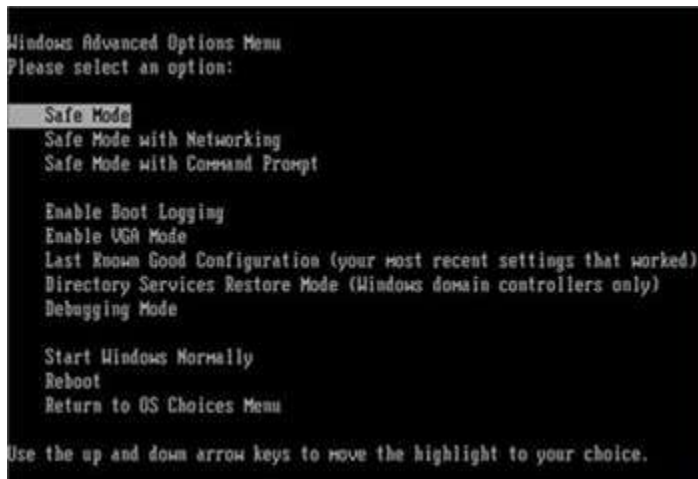 Windows Advanced Options Menu
Please select an option:
Safe Mode
Safe Mode with Networking
Safe Mode with Command Prompt
Enable Boot Logging
Enable VGA Mode
Last Known Good Configuration (your most recent settings that worked)
Directory Services Restore Mode (Windows domain controllers only)
Debugging Mode
Start Windows Normally
Reboot
Return to OS Choices Menu
Use the up and down arrow keys to move the highlight to your choice.